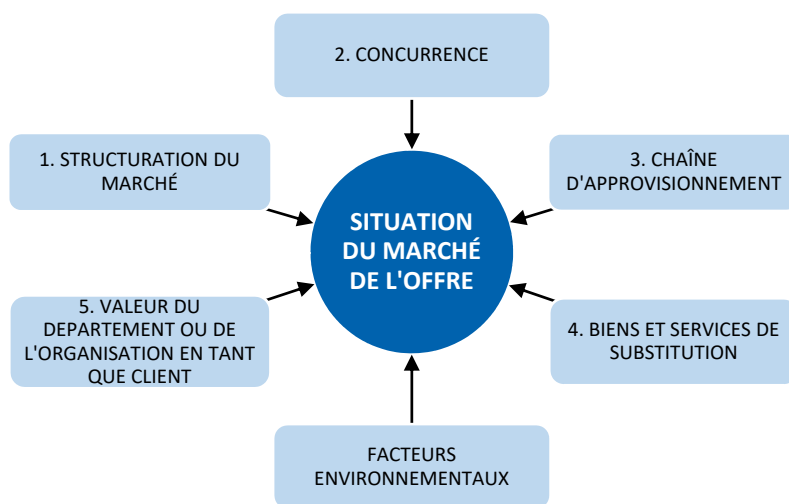 2. CONCURRENCE
1. STRUCTURATION DU
MARCHÉ
3. CHAÎNE
D'APPROVISIONNEMENT
SITUATION
DU MARCHÉ
DE L'OFFRE
5. VALEUR DU
DEPARTEMENT OU DE
L'ORGANISATION EN TANT
QUE CLIENT
4. BIENS ET SERVICES DE
SUBSTITUTION
FACTEURS
ENVIRONNEMENTAUX